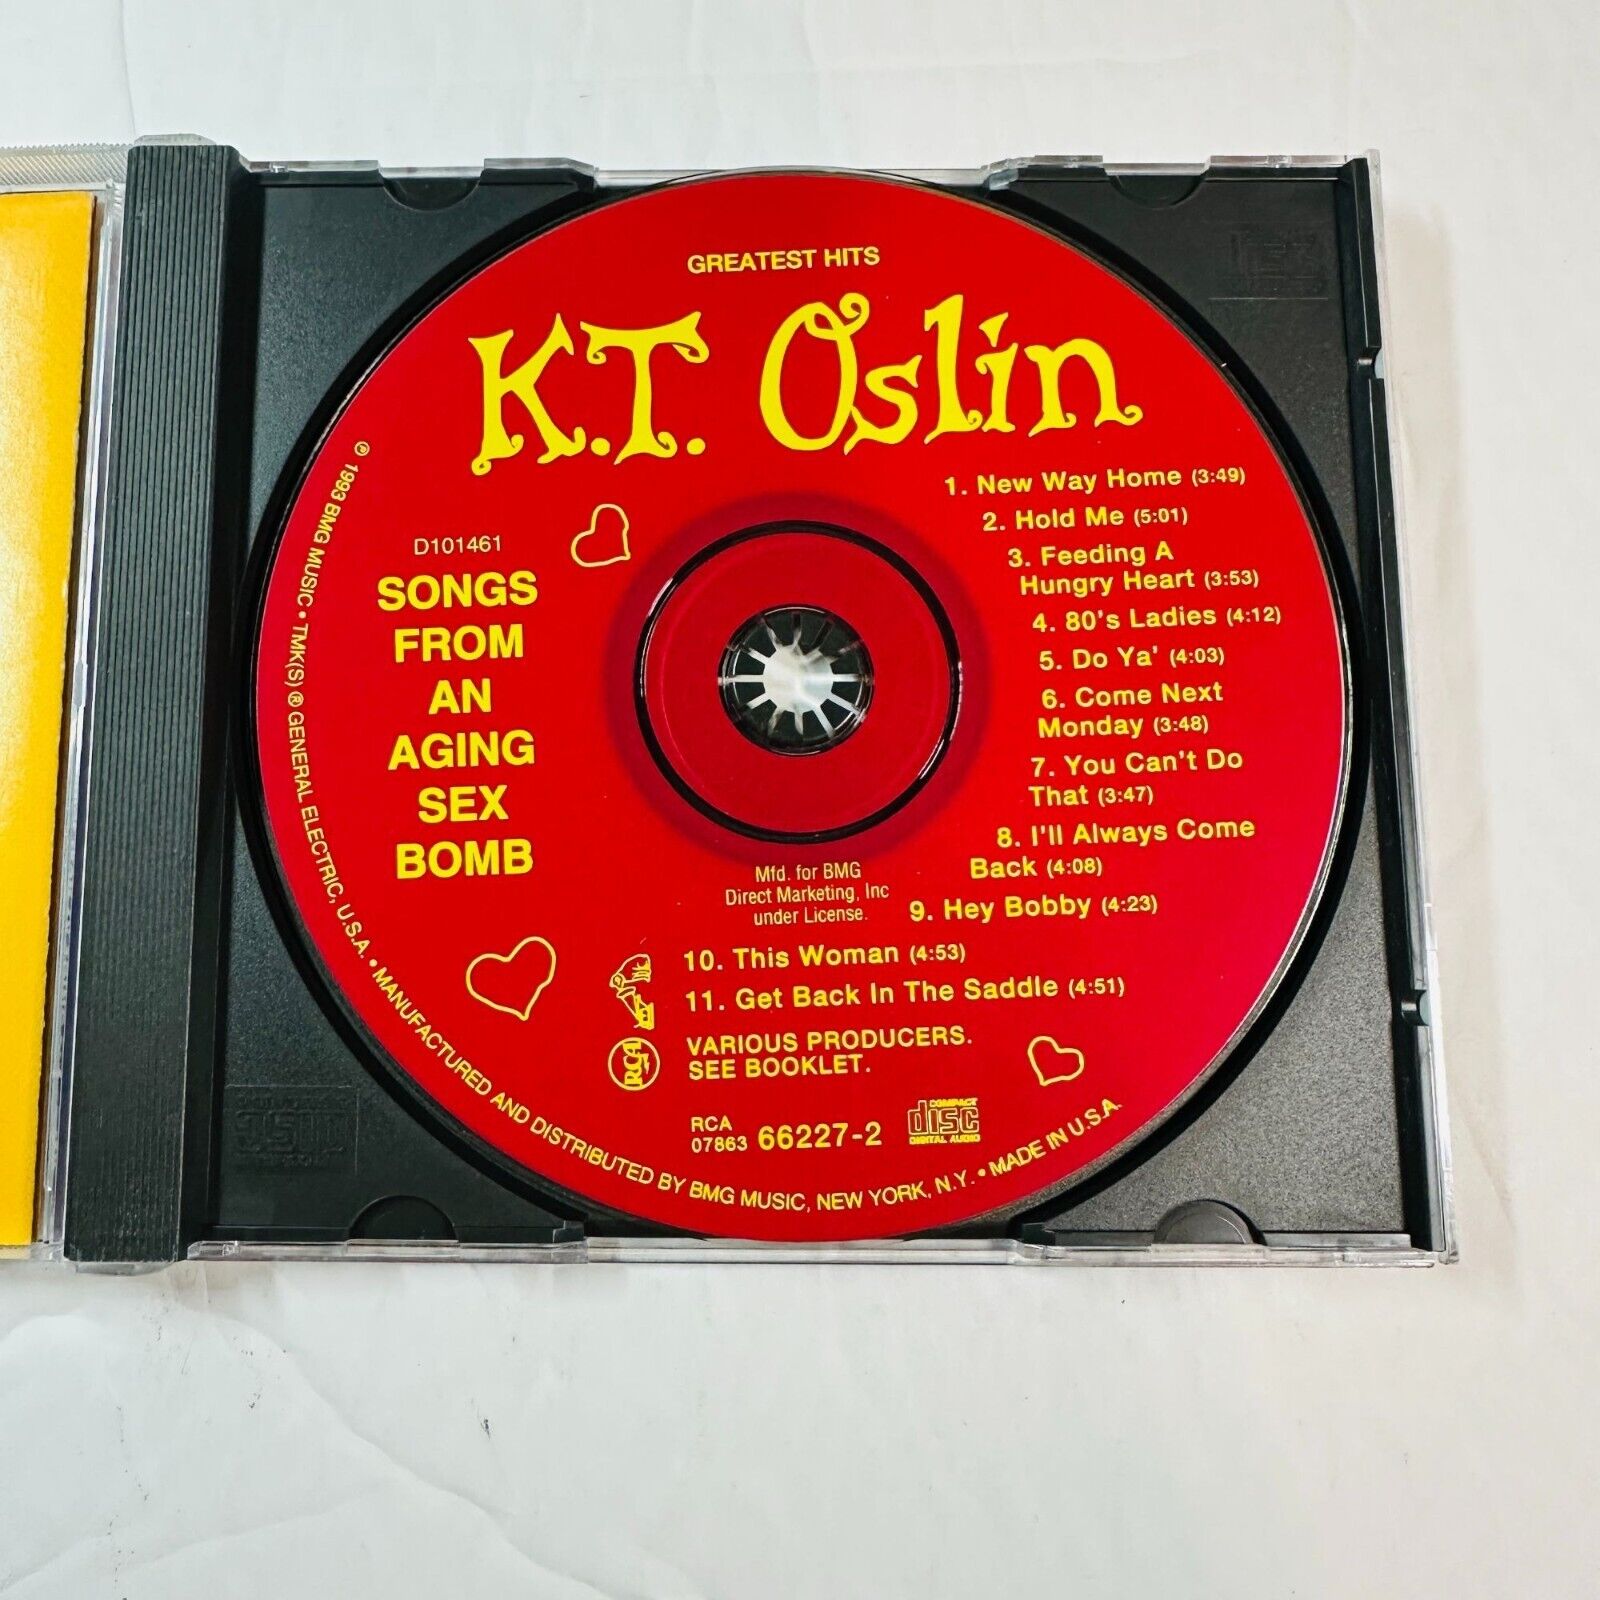 GREATEST HITS
K.T. Oslin
D101461
SONGS
FROM
AN
AGING
SEX
BOMB
1. New Way Home (3:49)
2. Hold Me (5:01)
3. Feeding A
Hungry Heart (3:53)
4. 80's Ladies (4:12)
5. Do Ya' (4:03)
6. Come Next
Monday (3:48)
7. You Can't Do
That (3:47)
8. I'll Always Come
Back (4:08)
9. Hey Bobby (4:23)
10. This Woman (4:53)
11. Get Back In The Saddle (4:51)
Mfd. for BMG
Direct Marketing, Inc
under License.
VARIOUS PRODUCERS.
SEE BOOKLET.
RCA
RCA
07863 66227-2
COMPACT
disc
DIGITAL AUDIO
℗ 1993 BMG MUSIC • TMK(S) ® GENERAL ELECTRIC, U.S.A. • MANUFACTURED AND DISTRIBUTED BY BMG MUSIC, NEW YORK, N.Y. • MADE IN U.S.A.